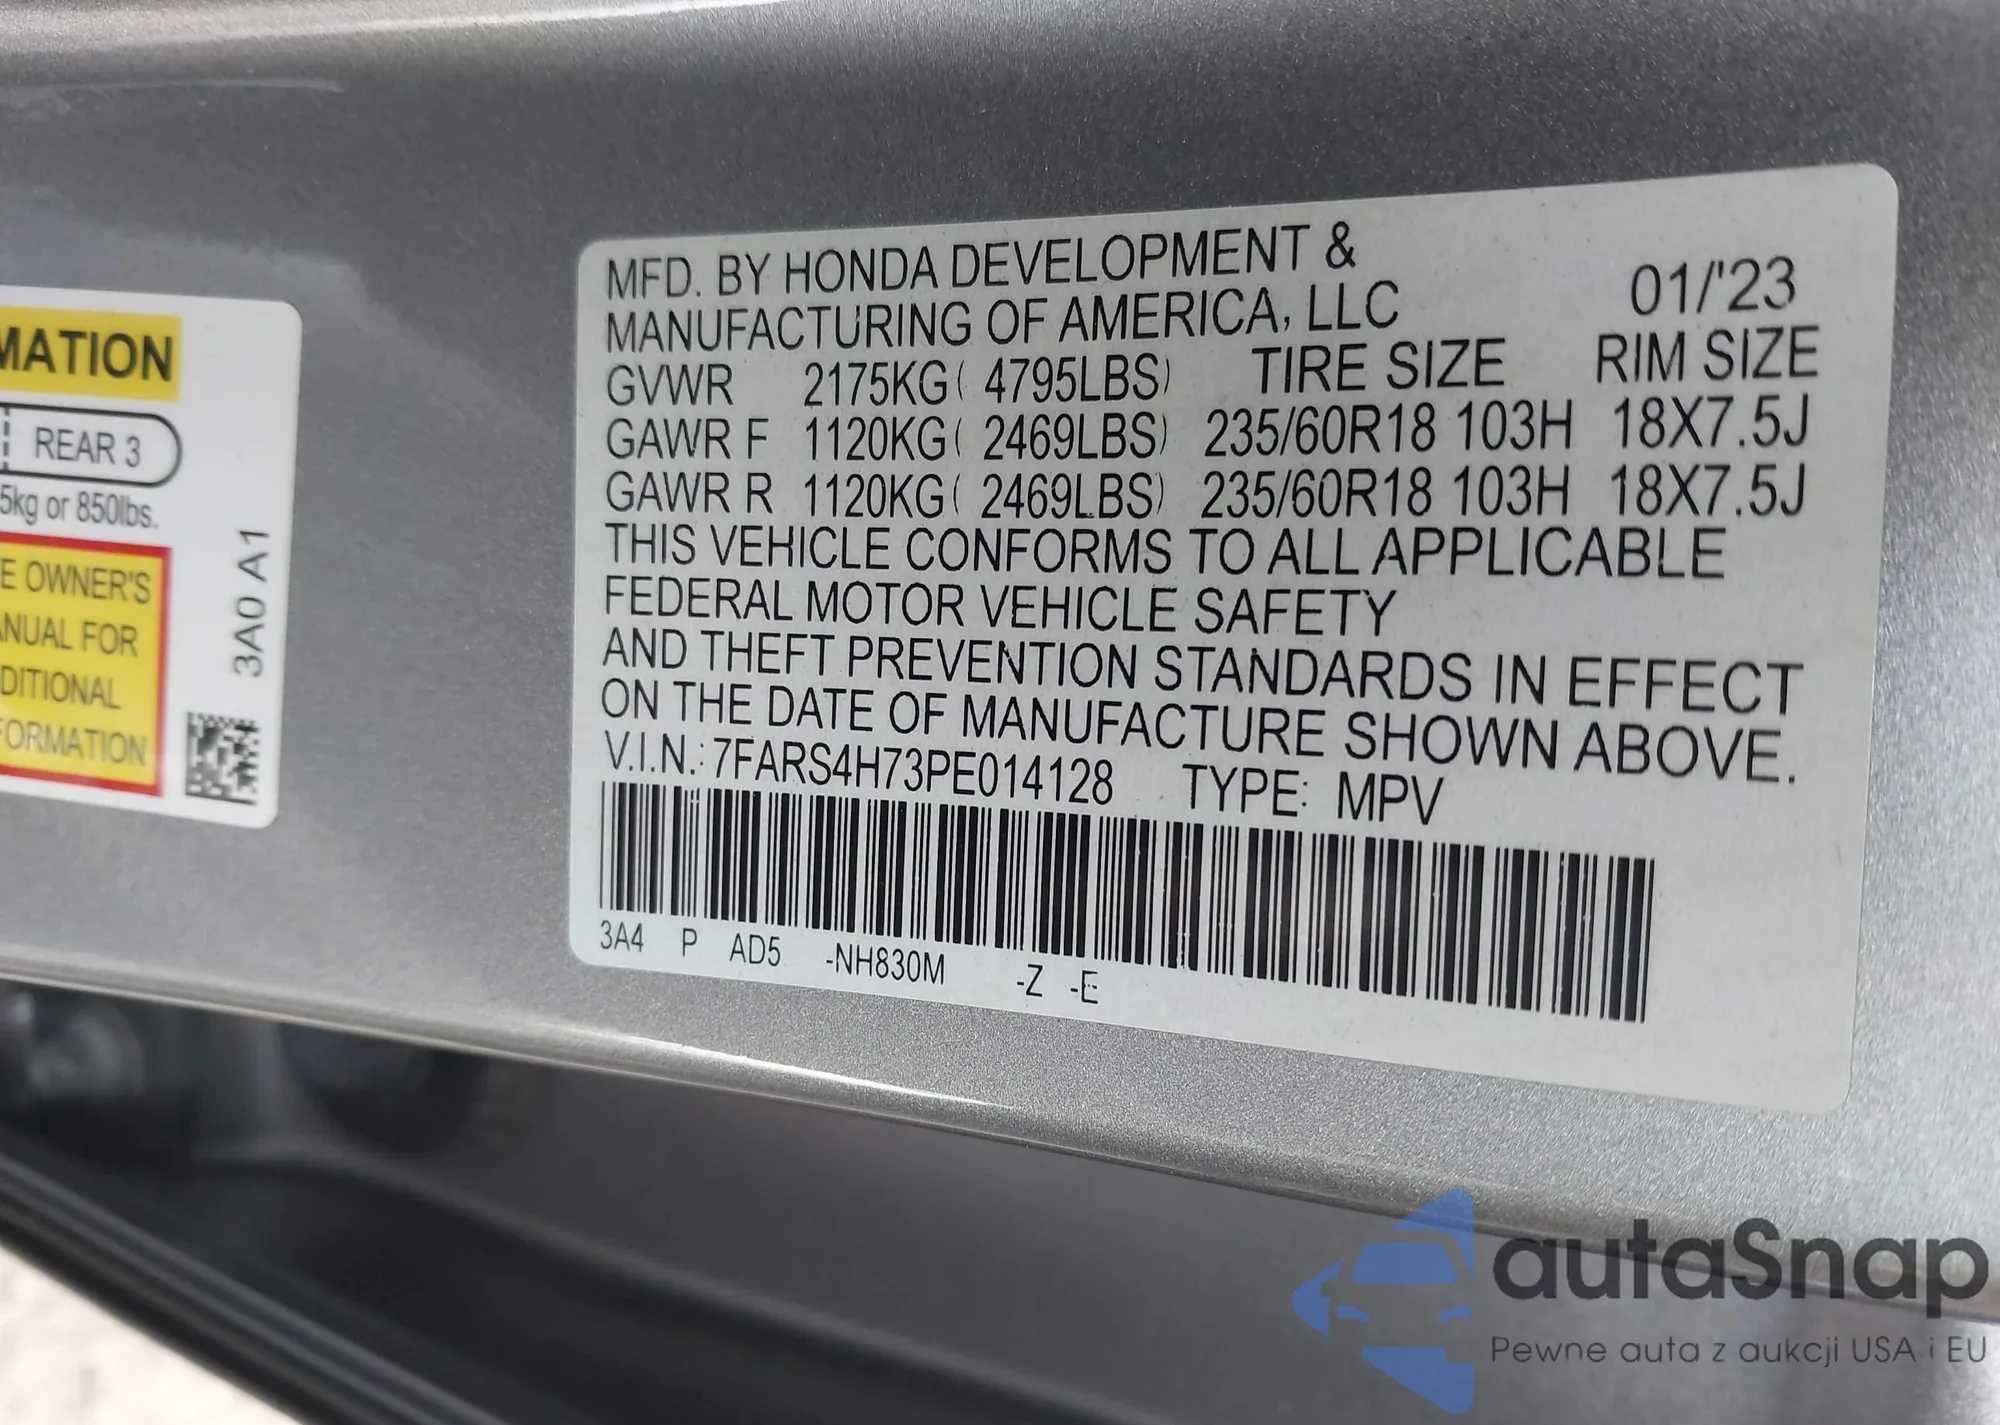 MATION
REAR 3
5kg or 850lbs.
E OWNER'S
ANUAL FOR
DITIONAL
FORMATION
3A0 A1
MFD. BY HONDA DEVELOPMENT &
MANUFACTURING OF AMERICA, LLC 01/'23
GVWR 2175KG( 4795LBS) TIRE SIZE RIM SIZE
GAWR F 1120KG( 2469LBS) 235/60R18 103H 18X7.5J
GAWR R 1120KG( 2469LBS) 235/60R18 103H 18X7.5J
THIS VEHICLE CONFORMS TO ALL APPLICABLE
FEDERAL MOTOR VEHICLE SAFETY
AND THEFT PREVENTION STANDARDS IN EFFECT
ON THE DATE OF MANUFACTURE SHOWN ABOVE.
V.I.N.: 7FARS4H73PE014128 TYPE: MPV
3A4 P AD5 -NH830M -Z -E
autaSnap
Pewne auta z aukcji USA i EU